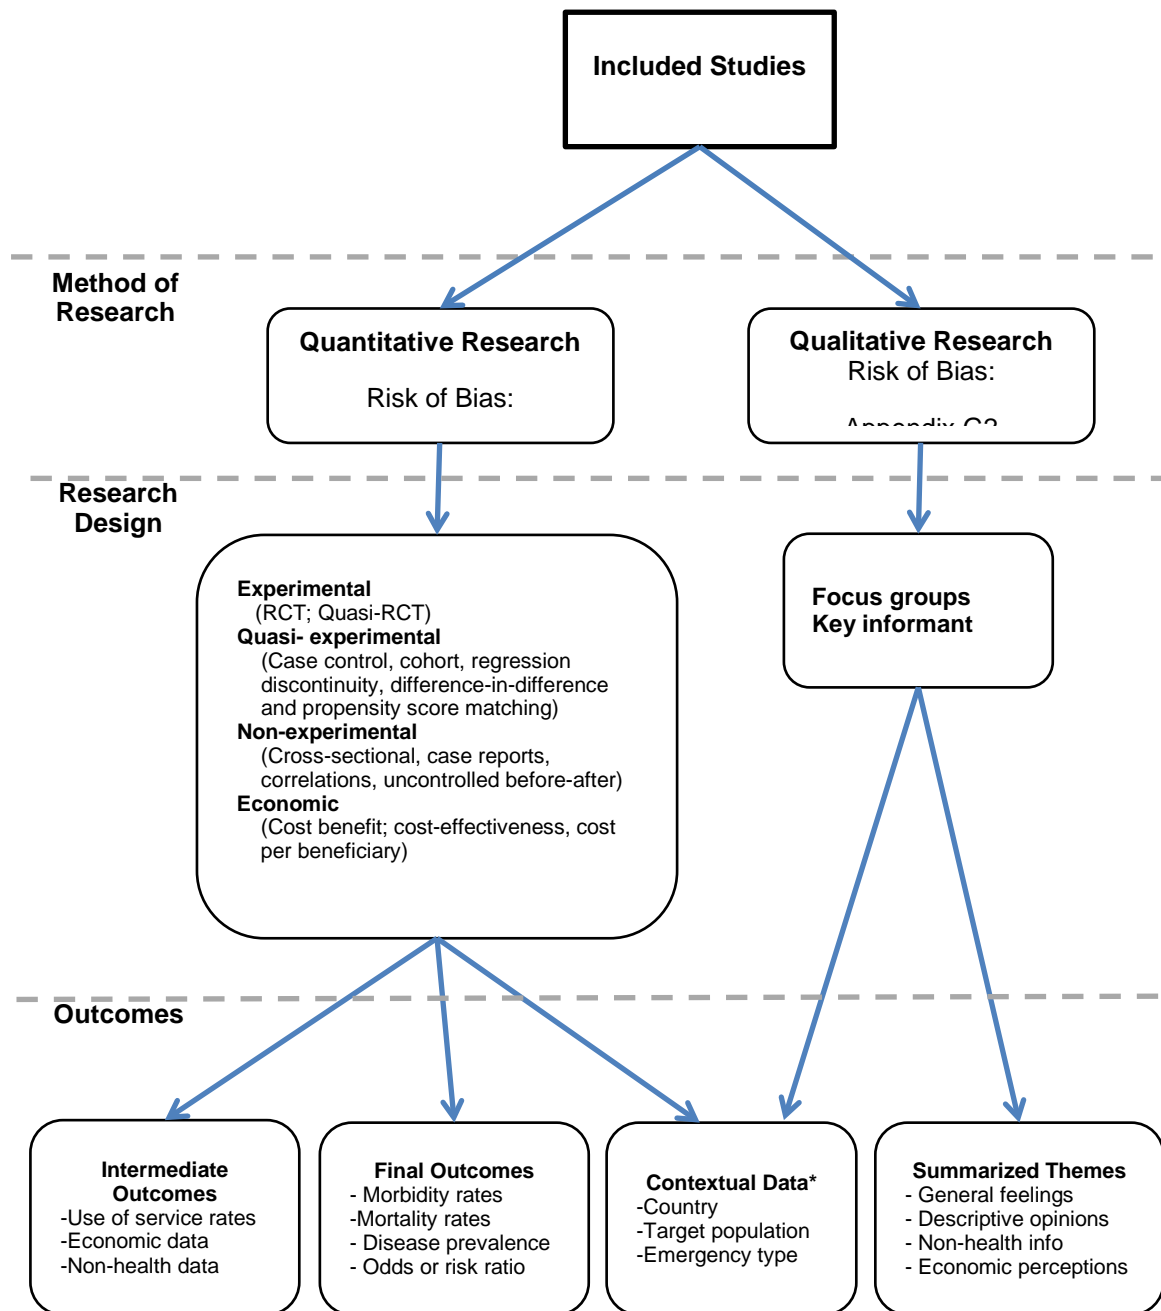 Included Studies
Method of
Research
Quantitative Research
Risk of Bias:
Qualitative Research
Risk of Bias:
Research
Design
Experimental
(RCT; Quasi-RCT)
Quasi- experimental
(Case control, cohort, regression
discontinuity, difference-in-difference
and propensity score matching)
Non-experimental
(Cross-sectional, case reports,
correlations, uncontrolled before-after)
Economic
(Cost benefit; cost-effectiveness, cost
per beneficiary)
Focus groups
Key informant
Outcomes
Intermediate
Outcomes
-Use of service rates
- Economic data
- Non-health data
Final Outcomes
- Morbidity rates
-Mortality rates
- Disease prevalence
- Odds or risk ratio
Contextual Data*
-Country
-Target population
-Emergency type
Summarized Themes
- General feelings
- Descriptive opinions
- Non-health info
- Economic perceptions